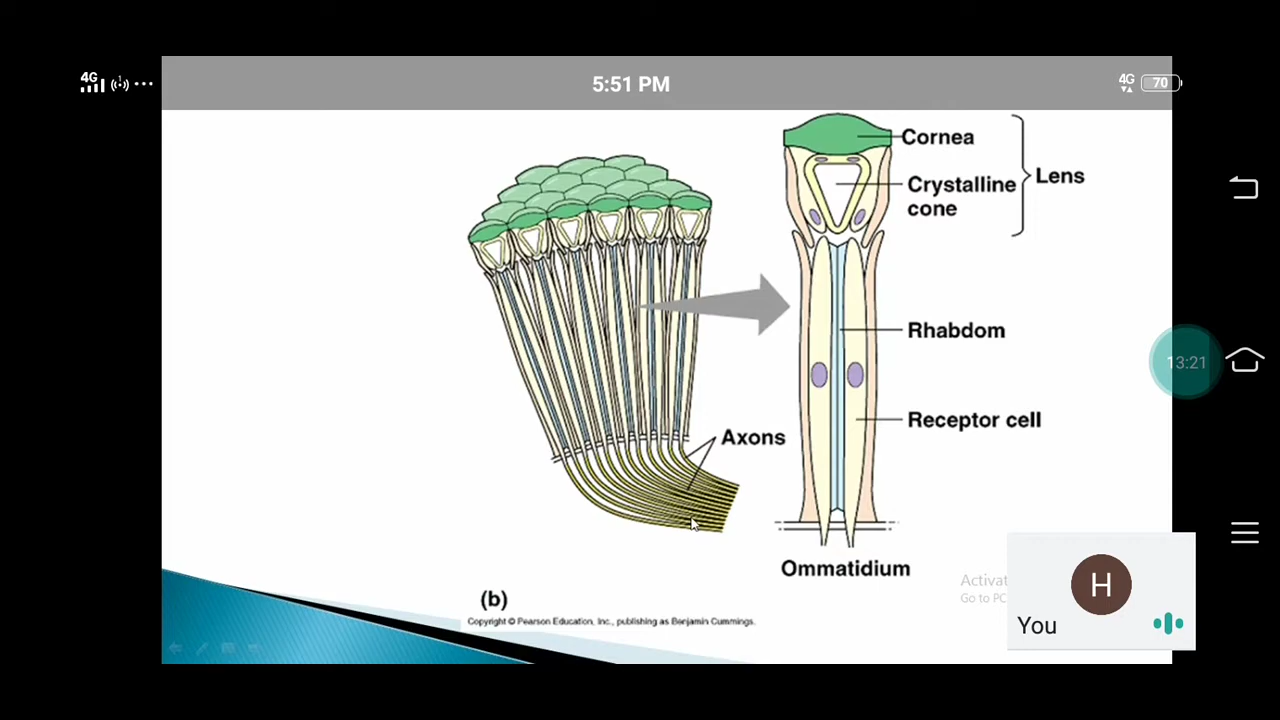 4G
5:51 PM
4G
70
Cornea
Crystalline
cone
Lens
Rhabdom
13:21
Receptor cell
Axons
Ommatidium
Activat
Go to PC
H
You
(b)
Copyright © Pearson Education, Inc., publishing as Benjamin Cummings.